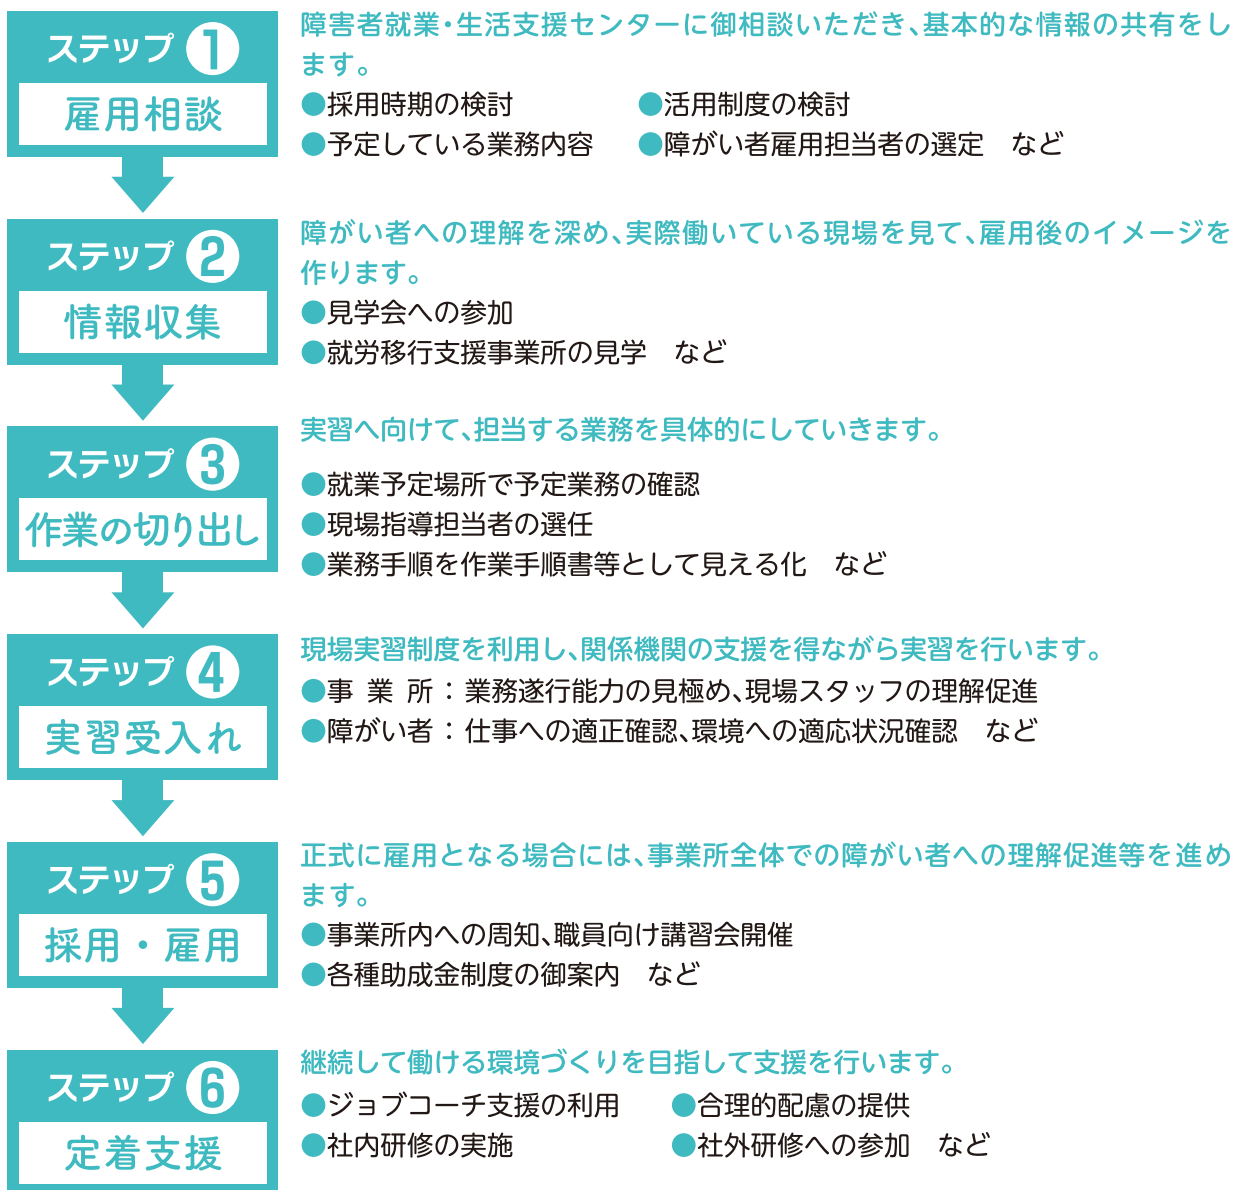 ステップ 1
雇用相談
障害者就業・生活支援センターに御相談いただき、基本的な情報の共有をし
ます。
●採用時期の検討　●活用制度の検討
●予定している業務内容　●障がい者雇用担当者の選定　など
ステップ 2
情報収集
障がい者への理解を深め、実際働いている現場を見て、雇用後のイメージを
作ります。
●見学会への参加
●就労移行支援事業所の見学　など
ステップ 3
作業の切り出し
実習へ向けて、担当する業務を具体的にしていきます。
●就業予定場所で予定業務の確認
●現場指導担当者の選任
●業務手順を作業手順書等として見える化　など
ステップ 4
実習受入れ
現場実習制度を利用し、関係機関の支援を得ながら実習を行います。
●事 業 所：業務遂行能力の見極め、現場スタッフの理解促進
●障がい者：仕事への適正確認、環境への適応状況確認　など
ステップ 5
採用・雇用
正式に雇用となる場合には、事業所全体での障がい者への理解促進等を進め
ます。
●事業所内への周知、職員向け講習会開催
●各種助成金制度の御案内　など
ステップ 6
定着支援
継続して働ける環境づくりを目指して支援を行います。
●ジョブコーチ支援の利用　●合理的配慮の提供
●社内研修の実施　●社外研修への参加　など